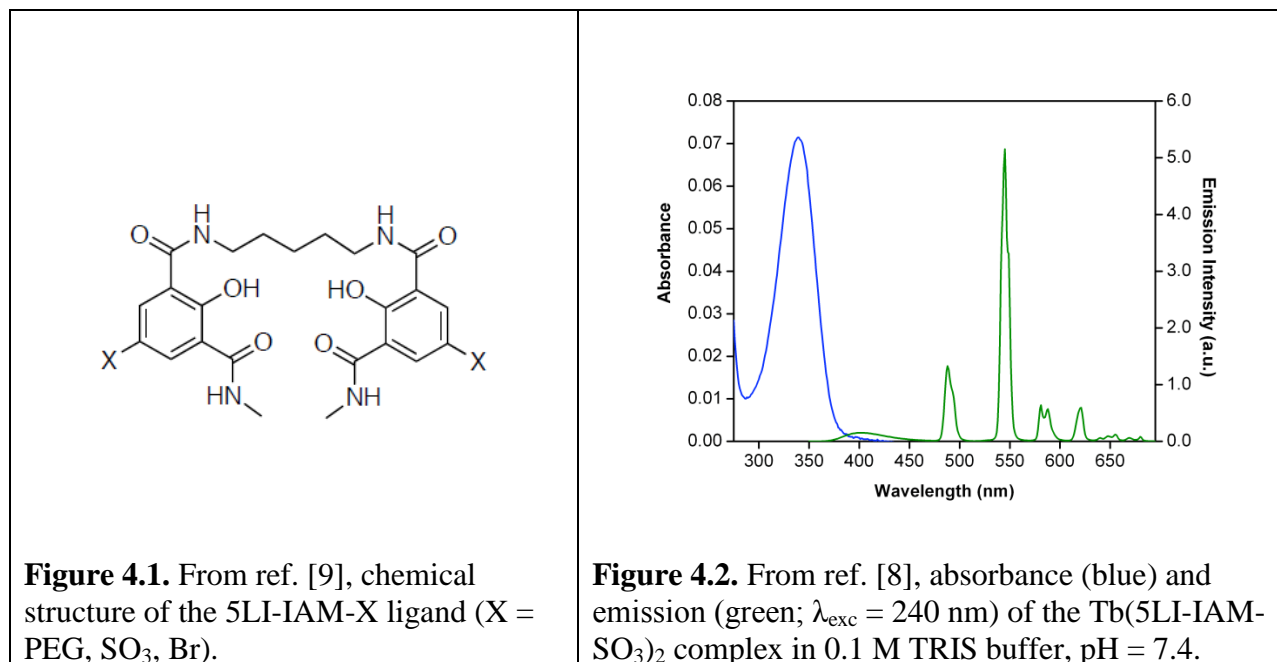 H
N
H
N
O
O
OH
HO
O
O
X
X
HN
NH
0.08
0.07
0.06
0.05
0.04
0.03
0.02
0.01
0.00
Absorbance
6.0
5.0
4.0
3.0
2.0
1.0
0.0
Emission Intensity (a.u.)
300 350 400 450 500 550 600 650
Wavelength (nm)
Figure 4.1. From ref. [9], chemical
structure of the 5LI-IAM-X ligand (X =
PEG, SO3, Br).
Figure 4.2. From ref. [8], absorbance (blue) and
emission (green; λexc = 240 nm) of the Tb(5LI-IAM-
SO3)2 complex in 0.1 M TRIS buffer, pH = 7.4.